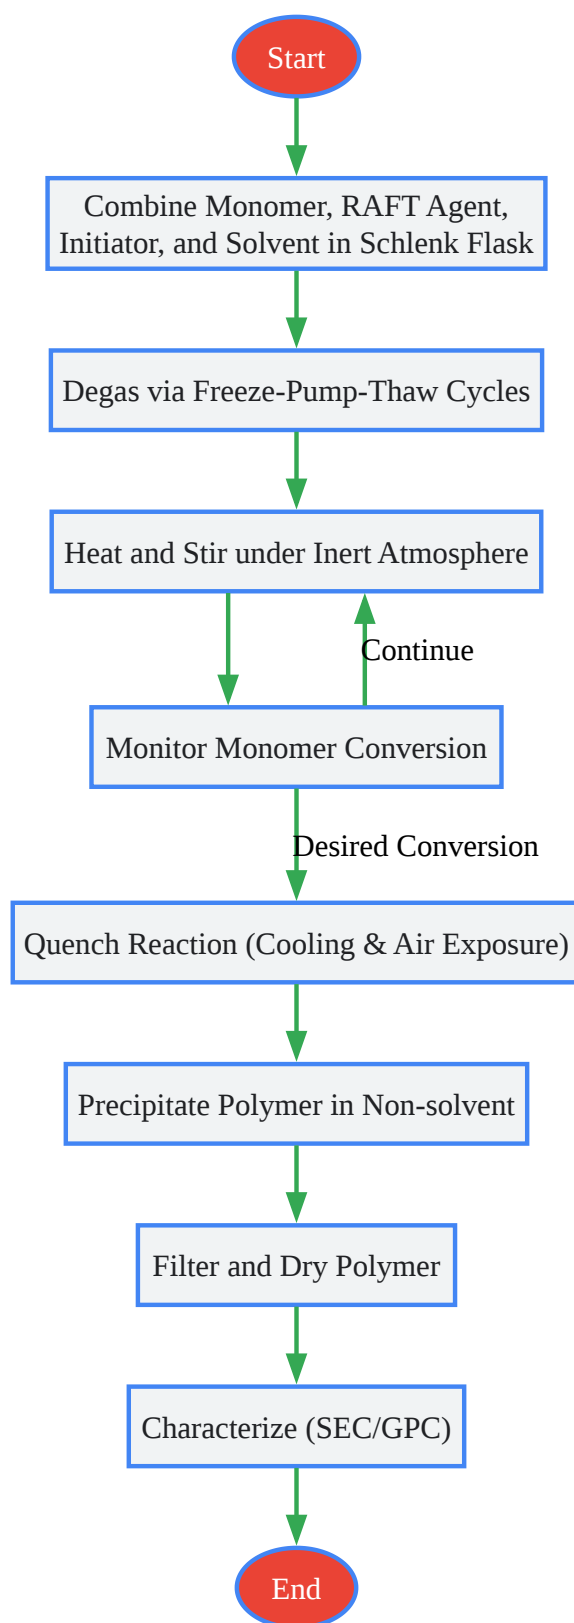 Start
Combine Monomer, RAFT Agent,
Initiator, and Solvent in Schlenk Flask
Degas via Freeze-Pump-Thaw Cycles
Heat and Stir under Inert Atmosphere
Continue
Monitor Monomer Conversion
Desired Conversion
Quench Reaction (Cooling & Air Exposure)
Precipitate Polymer in Non-solvent
Filter and Dry Polymer
Characterize (SEC/GPC)
End